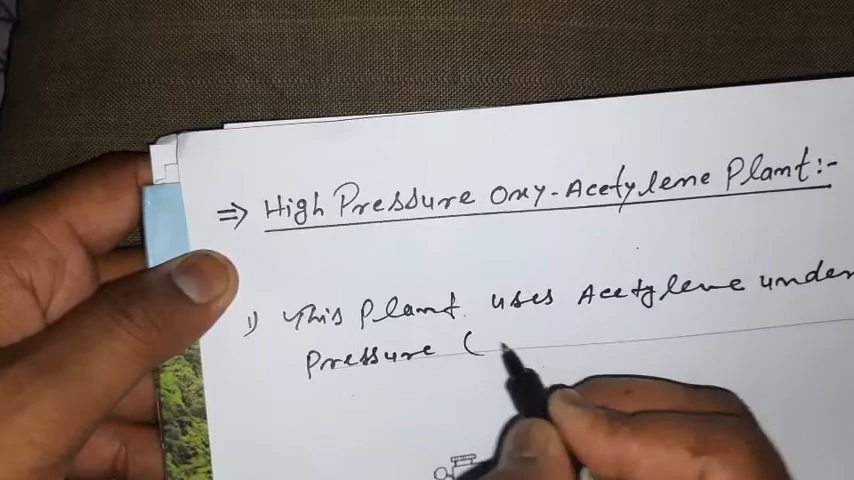 ⇒ High Pressure Oxy-Acetylene Plant:-
1) This Plant uses Acetylene under
Pressure (